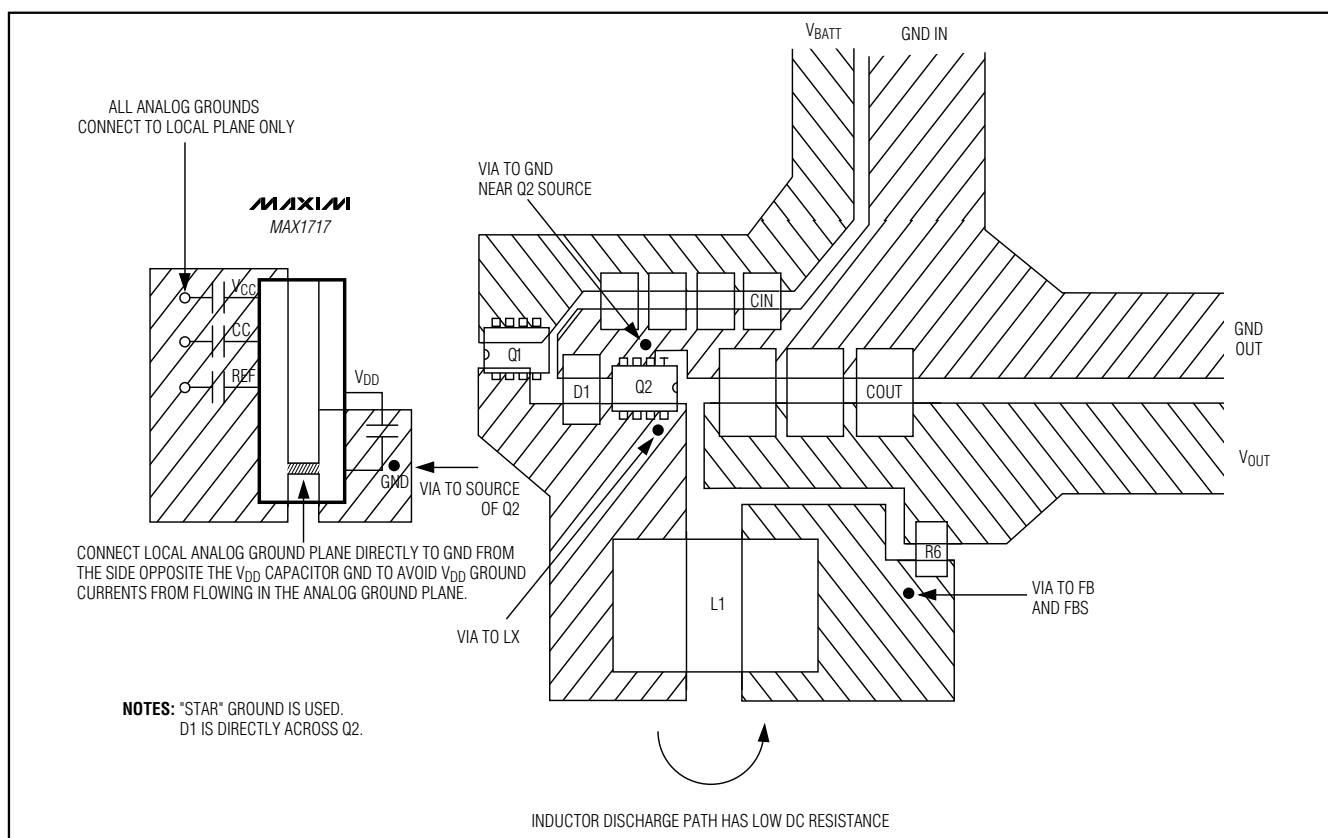 VBATT
GND IN
ALL ANALOG GROUNDS
CONNECT TO LOCAL PLANE ONLY
VIA TO GND
NEAR Q2 SOURCE
MAXIM
MAX1717
VCC
CIN
CC
Q1
GND
OUT
REF
VDD
D1
Q2
COUT
VOUT
GND
VIA TO SOURCE
OF Q2
CONNECT LOCAL ANALOG GROUND PLANE DIRECTLY TO GND FROM
THE SIDE OPPOSITE THE VDD CAPACITOR GND TO AVOID VDD GROUND
CURRENTS FROM FLOWING IN THE ANALOG GROUND PLANE.
R6
L1
VIA TO FB
AND FBS
VIA TO LX
NOTES: "STAR" GROUND IS USED.
D1 IS DIRECTLY ACROSS Q2.
INDUCTOR DISCHARGE PATH HAS LOW DC RESISTANCE